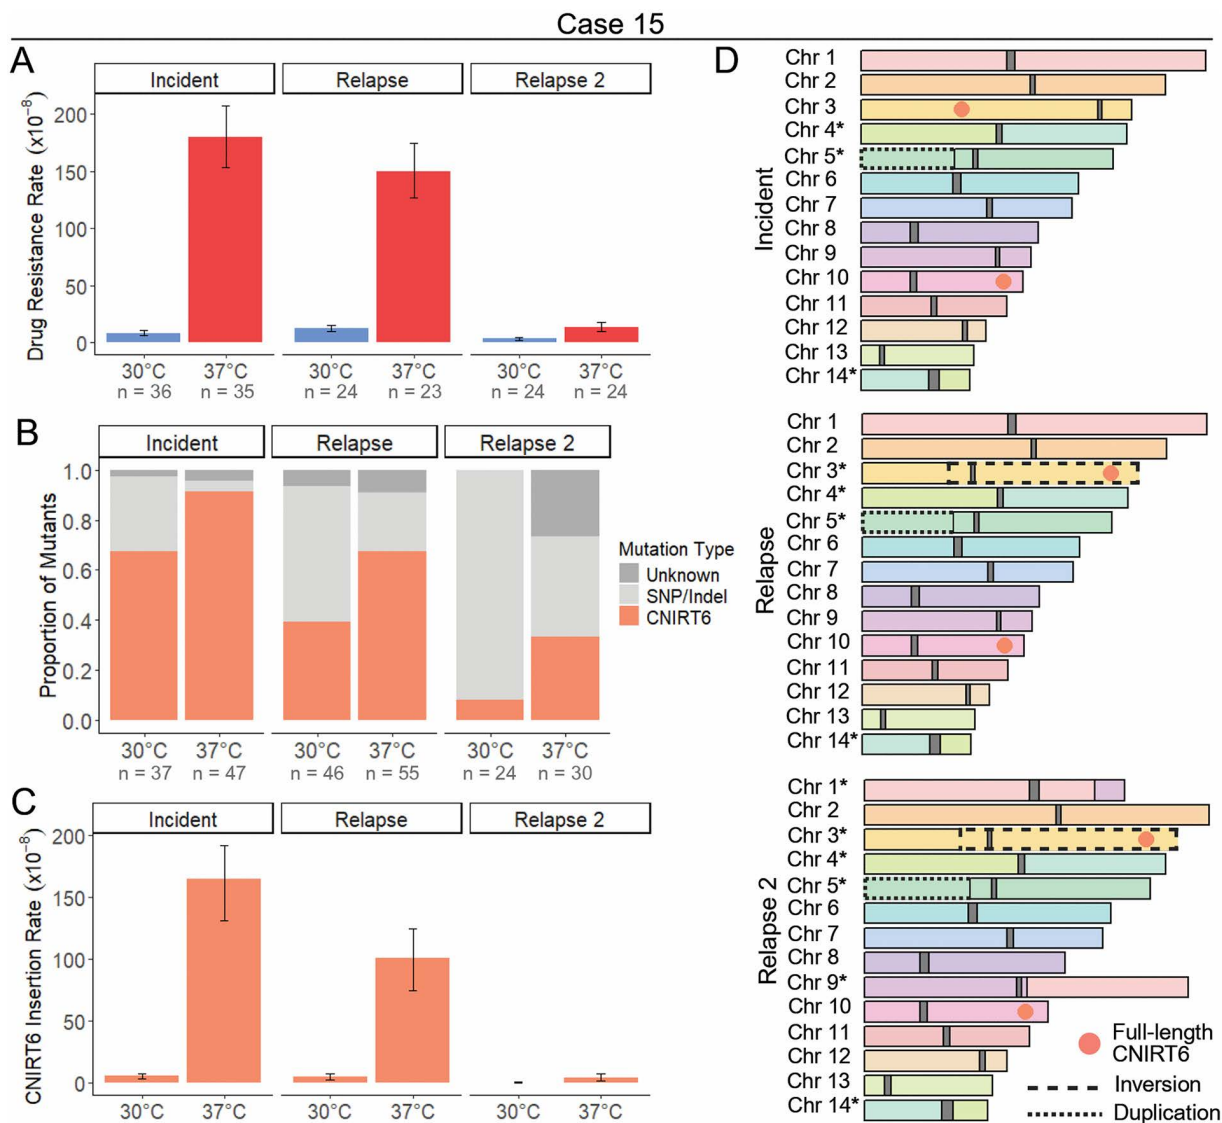 Case 15
A
Incident Relapse Relapse 2
Drug Resistance Rate (x10⁻⁸)
200
150
100
50
0
30°C 37°C 30°C 37°C 30°C 37°C
n = 36 n = 35 n = 24 n = 23 n = 24 n = 24
B
Incident Relapse Relapse 2
Proportion of Mutants
1.0
0.8
0.6
0.4
0.2
0.0
30°C 37°C 30°C 37°C 30°C 37°C
n = 37 n = 47 n = 46 n = 55 n = 24 n = 30
Mutation Type
Unknown
SNP/Indel
CNIRT6
C
Incident Relapse Relapse 2
CNIRT6 Insertion Rate (x10⁻⁸)
200
150
100
50
0
30°C 37°C 30°C 37°C 30°C 37°C
D
Incident
Chr 1
Chr 2
Chr 3
Chr 4*
Chr 5*
Chr 6
Chr 7
Chr 8
Chr 9
Chr 10
Chr 11
Chr 12
Chr 13
Chr 14*
Relapse
Chr 1
Chr 2
Chr 3*
Chr 4*
Chr 5*
Chr 6
Chr 7
Chr 8
Chr 9
Chr 10
Chr 11
Chr 12
Chr 13
Chr 14*
Relapse 2
Chr 1*
Chr 2
Chr 3*
Chr 4*
Chr 5*
Chr 6
Chr 7
Chr 8
Chr 9*
Chr 10
Chr 11
Chr 12
Chr 13
Chr 14*
Full-length
CNIRT6
Inversion
Duplication